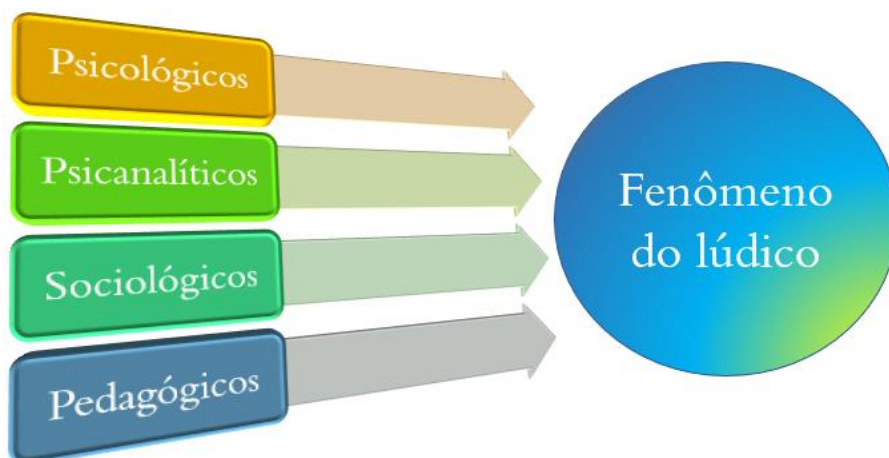 Psicológicos
Psicanalíticos
Sociológicos
Pedagógicos
Fenômeno
do lúdico